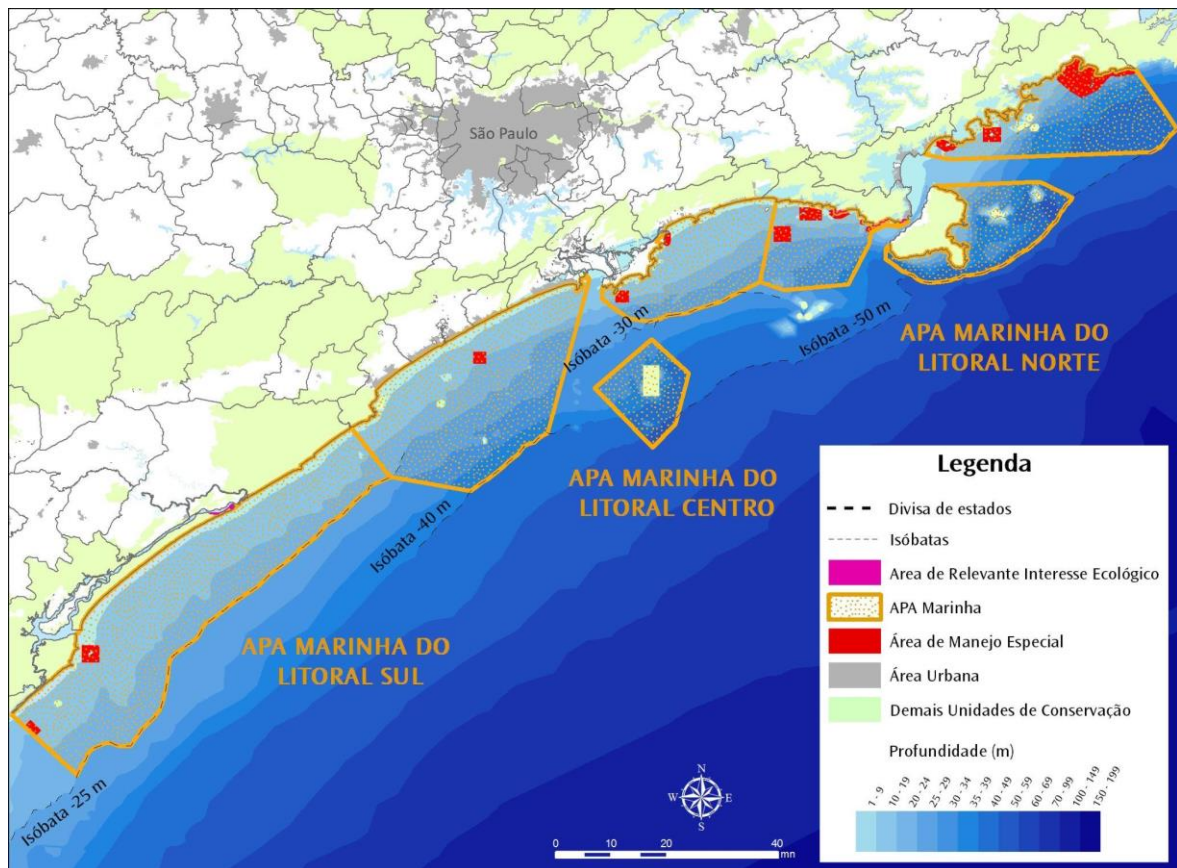 São Paulo
Isóbata -30 m
Isóbata -50 m
APA MARINHA DO
LITORAL NORTE
APA MARINHA DO
LITORAL CENTRO
Isóbata -40 m
APA MARINHA DO
LITORAL SUL
Isóbata -25 m
Legenda
Divisa de estados
Isóbatas
Area de Relevante Interesse Ecológico
APA Marinha
Área de Manejo Especial
Área Urbana
Demais Unidades de Conservação
Profundidade (m)
1 - 9
10 - 19
20 - 24
25 - 29
30 - 34
35 - 39
40 - 49
50 - 59
60 - 69
70 - 99
100 - 149
150 - 199
N
W E
S
0 10 20 40
mn